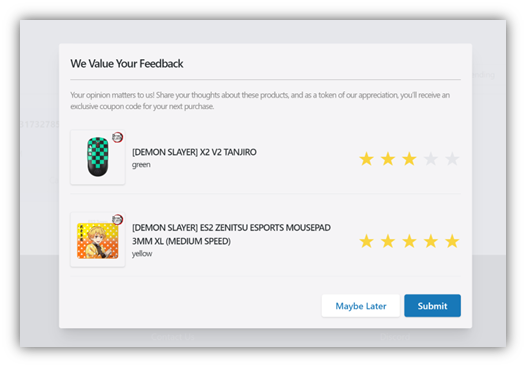 We Value Your Feedback
Your opinion matters to us! Share your thoughts about these products, and as a token of our appreciation, you'll receive an
exclusive coupon code for your next purchase.
[DEMON SLAYER] X2 V2 TANJIRO
green
[DEMON SLAYER] ES2 ZENITSU ESPORTS MOUSEPAD
3MM XL (MEDIUM SPEED)
yellow
Maybe Later
Submit